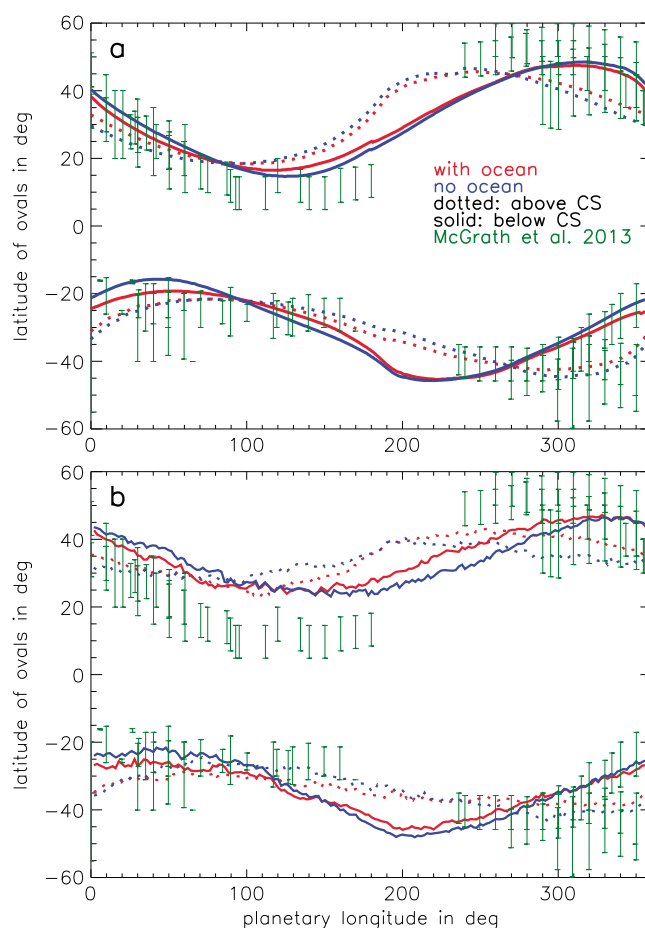 a
60
40
20
0
-20
-40
-60
latitude of ovals in deg
with ocean
no ocean
dotted: above CS
solid: below CS
McGrath et al. 2013
0
100
200
300
b
60
40
20
0
-20
-40
-60
latitude of ovals in deg
0
100
200
300
planetary longitude in deg